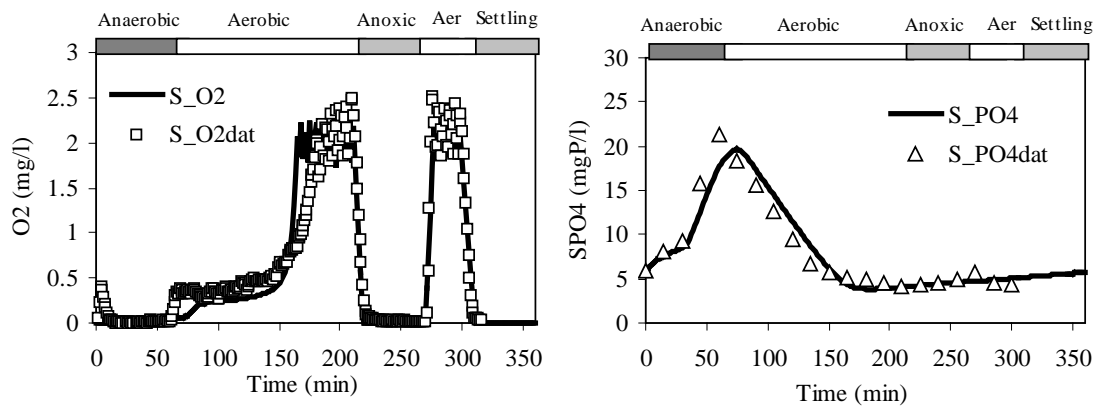 Anaerobic Aerobic Anoxic Aer Settling
3
2.5
2
1.5
1
0.5
0
O2 (mg/l)
S_O2
S_O2dat
0 50 100 150 200 250 300 350
Time (min)
Anaerobic Aerobic Anoxic Aer Settling
30
25
20
15
10
5
0
SPO4 (mgP/l)
S_PO4
S_PO4dat
0 50 100 150 200 250 300 350
Time (min)